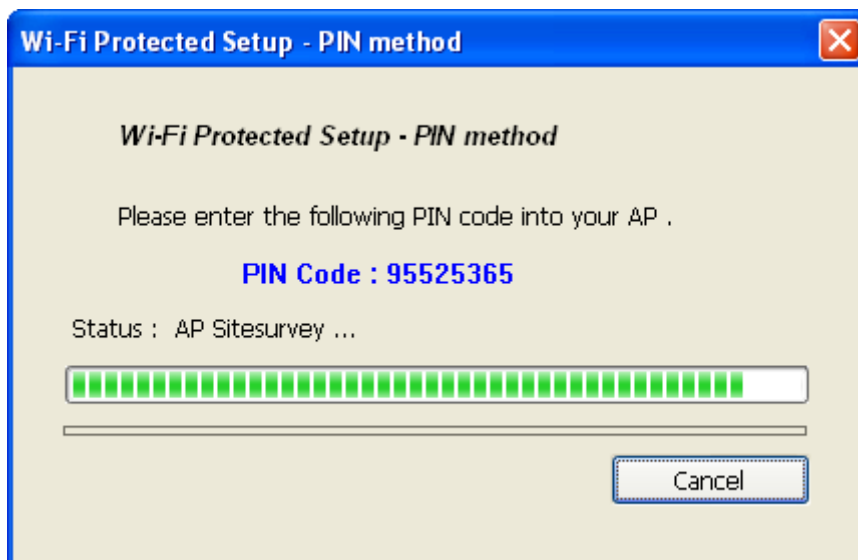 Wi-Fi Protected Setup - PIN method
Wi-Fi Protected Setup - PIN method
Please enter the following PIN code into your AP .
PIN Code : 95525365
Status :  AP Sitesurvey ...
Cancel